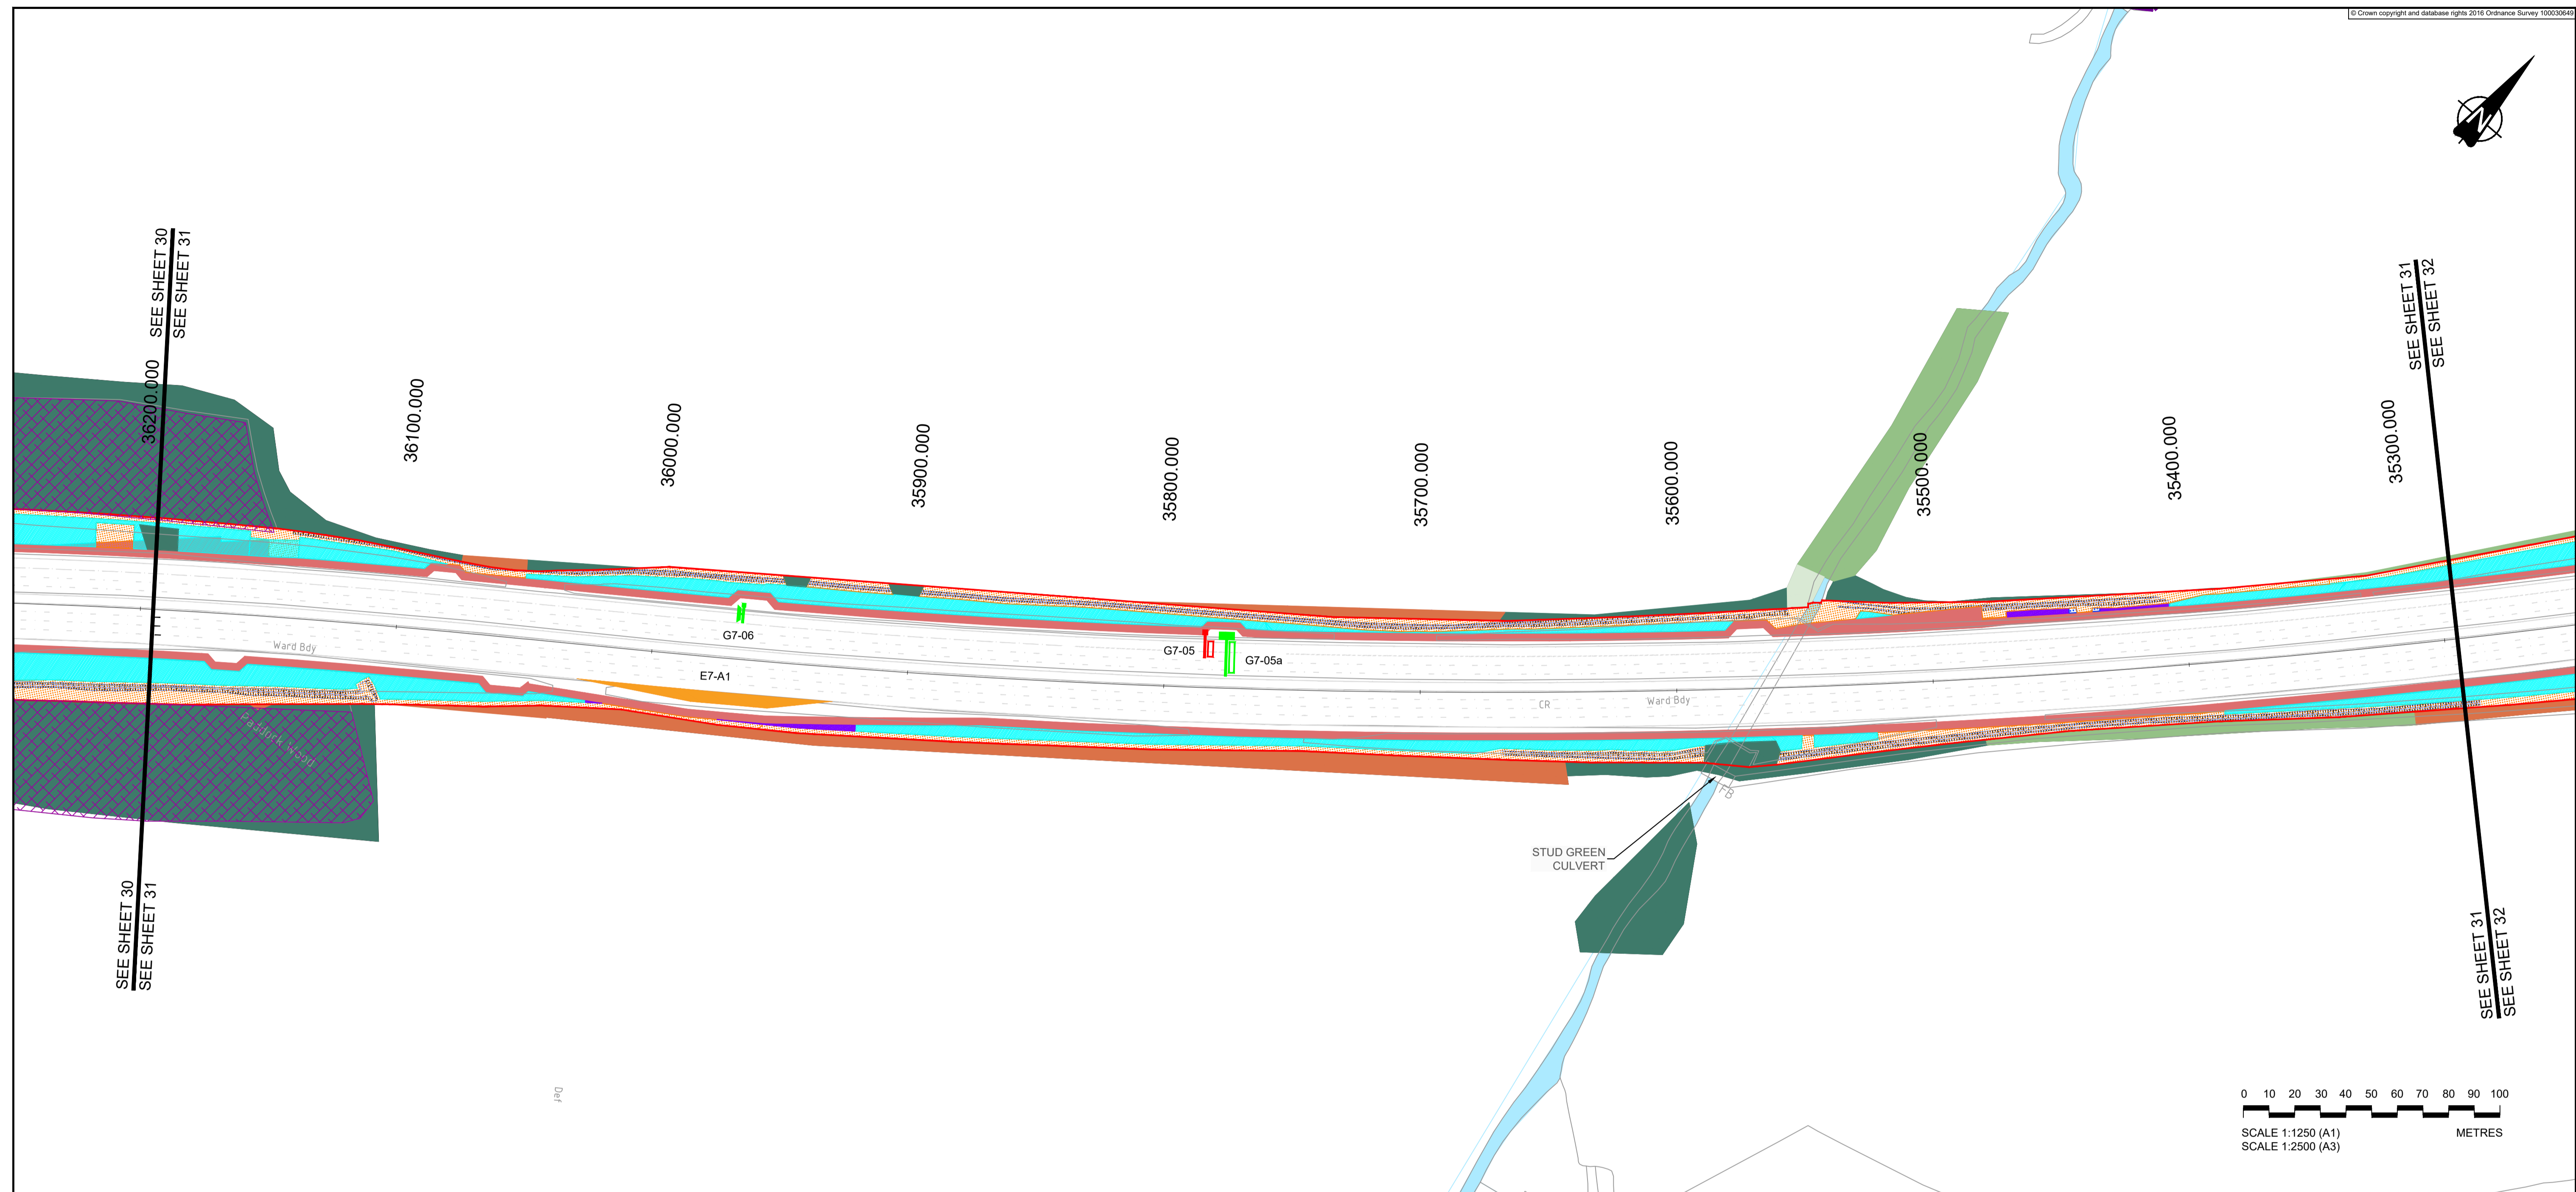 © Crown copyright and database rights 2016 Ordnance Survey 100030649
N
SEE SHEET 30
SEE SHEET 31
SEE SHEET 31
SEE SHEET 32
36200.000
36100.000
36000.000
35900.000
35800.000
35700.000
35600.000
35500.000
35400.000
35300.000
G7-06
G7-05
G7-05a
Ward Bdy
E7-A1
CR
Ward Bdy
Paddock Wood
FB
STUD GREEN
CULVERT
SEE SHEET 30
SEE SHEET 31
SEE SHEET 31
SEE SHEET 32
Def
0 10 20 30 40 50 60 70 80 90 100
SCALE 1:1250 (A1)
METRES
SCALE 1:2500 (A3)